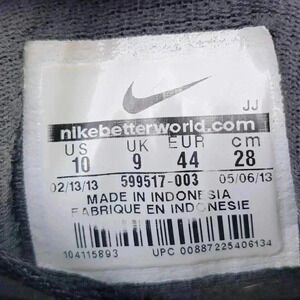 JJ
nikebetterworld.com
US UK EUR cm
10 9 44 28
02/13/13 599517-003 05/06/13
MADE IN INDONESIA
FABRIQUE EN INDONESIE
104115893 UPC 00887225406134